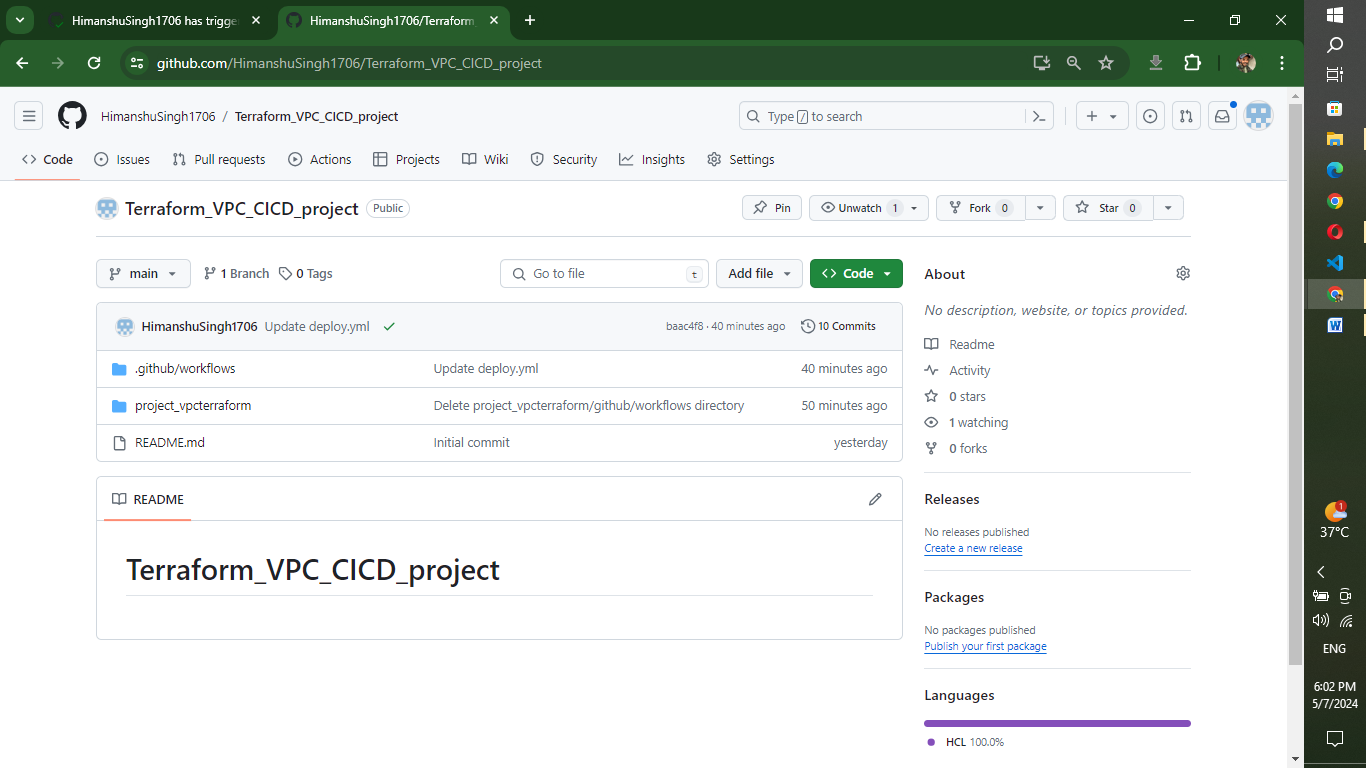 HimanshuSingh1706 has trigge
HimanshuSingh1706/Terraform_
github.com/HimanshuSingh1706/Terraform_VPC_CICD_project
HimanshuSingh1706 / Terraform_VPC_CICD_project
Type / to search
Code Issues Pull requests Actions Projects Wiki Security Insights Settings
Terraform_VPC_CICD_project Public
Pin Unwatch 1 Fork 0 Star 0
main 1 Branch 0 Tags Go to file t Add file Code
About
HimanshuSingh1706 Update deploy.yml baac4f8 · 40 minutes ago 10 Commits
No description, website, or topics provided.
.github/workflows Update deploy.yml 40 minutes ago
project_vpcterraform Delete project_vpcterraform/github/workflows directory 50 minutes ago
README.md Initial commit yesterday
Readme
Activity
0 stars
1 watching
0 forks
README
Terraform_VPC_CICD_project
Releases
No releases published
Create a new release
Packages
No packages published
Publish your first package
Languages
HCL 100.0%
1
37°C
ENG
6:02 PM
5/7/2024